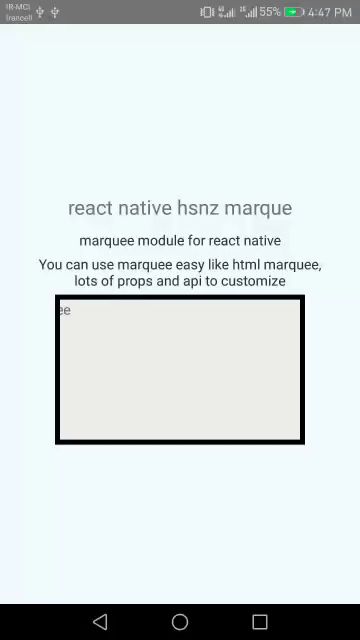 IR-MCI
Irancell
55% 4:47 PM
react native hsnz marque
marquee module for react native
You can use marquee easy like html marquee,
lots of props and api to customize
ee